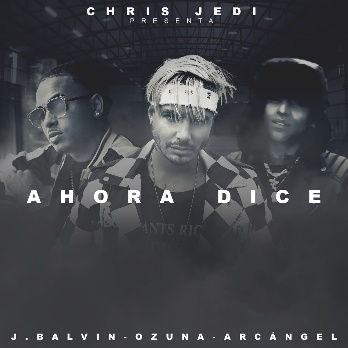 CHRIS JEDI
PRESENTA
AHORA DICE
J.BALVIN-OZUNA-ARCÁNGEL